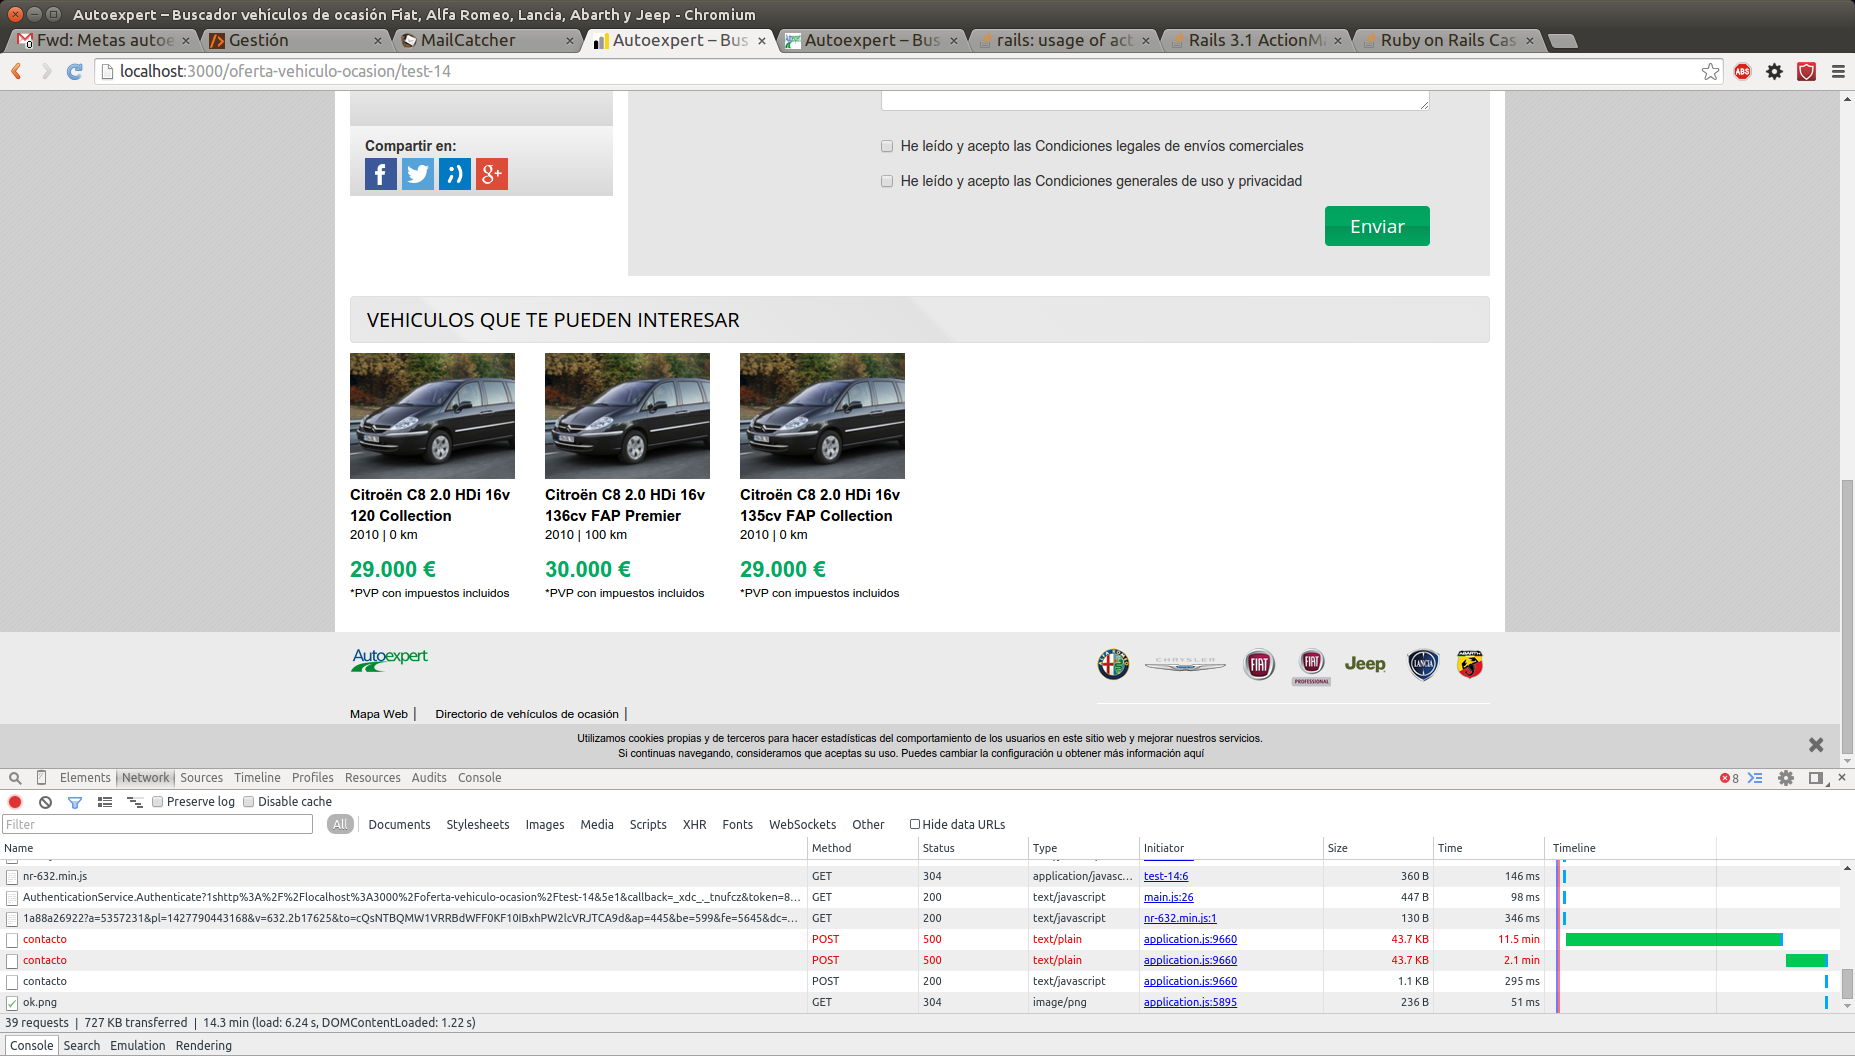 Autoexpert – Buscador vehículos de ocasión Fiat, Alfa Romeo, Lancia, Abarth y Jeep - Chromium
Fwd: Metas autoe × Gestión × MailCatcher × Autoexpert – Bus × Autoexpert – Bus × rails: usage of act × Rails 3.1 ActionMa × Ruby on Rails Cas ×
localhost:3000/oferta-vehiculo-ocasion/test-14
ABS
He leído y acepto las Condiciones legales de envíos comerciales
Compartir en:
He leído y acepto las Condiciones generales de uso y privacidad
Enviar
VEHICULOS QUE TE PUEDEN INTERESAR
Citroën C8 2.0 HDi 16v
120 Collection
2010 | 0 km
29.000 €
*PVP con impuestos incluidos
Citroën C8 2.0 HDi 16v
136cv FAP Premier
2010 | 100 km
30.000 €
*PVP con impuestos incluidos
Citroën C8 2.0 HDi 16v
135cv FAP Collection
2010 | 0 km
29.000 €
*PVP con impuestos incluidos
Autoexpert
CHRYSLER FIAT FIAT PROFESSIONAL Jeep LANCIA ABARTH
Mapa Web | Directorio de vehículos de ocasión |
Utilizamos cookies propias y de terceros para hacer estadísticas del comportamiento de los usuarios en este sitio web y mejorar nuestros servicios.
Si continuas navegando, consideramos que aceptas su uso. Puedes cambiar la configuración u obtener más información aquí
Elements Network Sources Timeline Profiles Resources Audits Console 8
Preserve log Disable cache
Filter All Documents Stylesheets Images Media Scripts XHR Fonts WebSockets Other Hide data URLs
Name Method Status Type Initiator Size Time Timeline
nr-632.min.js GET 304 application/javasc... test-14:6 360 B 146 ms
AuthenticationService.Authenticate?1shttp%3A%2F%2Flocalhost%3A3000%2Foferta-vehiculo-ocasion%2Ftest-14&5e1&callback=_xdc_._tnufcz&token=8... GET 200 text/javascript main.js:26 447 B 98 ms
1a88a26922?a=5357231&pl=1427790443168&v=632.2b17625&to=cQsNTBQMW1VRRBdWFF0KF10IBxhPW2lcVRJTCA9d&ap=445&be=599&fe=5645&dc=... GET 200 text/javascript nr-632.min.js:1 130 B 346 ms
contacto POST 500 text/plain application.js:9660 43.7 KB 11.5 min
contacto POST 500 text/plain application.js:9660 43.7 KB 2.1 min
contacto POST 200 text/javascript application.js:9660 1.1 KB 295 ms
ok.png GET 304 image/png application.js:5895 236 B 51 ms
39 requests | 727 KB transferred | 14.3 min (load: 6.24 s, DOMContentLoaded: 1.22 s)
Console Search Emulation Rendering